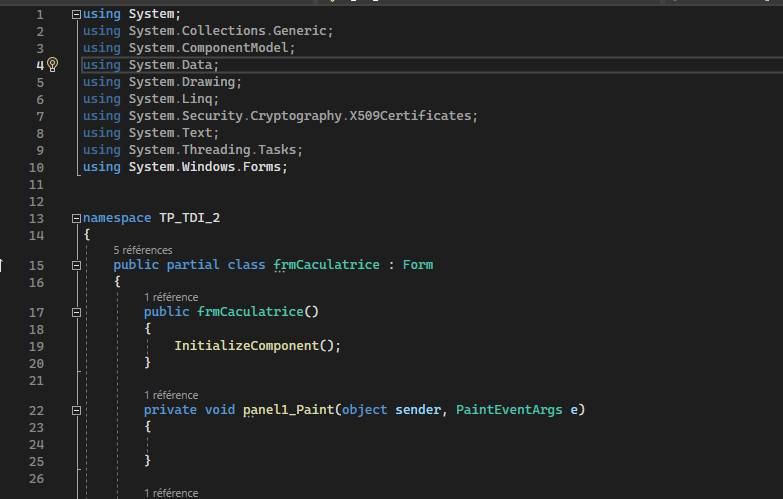 1 using System;
2 using System.Collections.Generic;
3 using System.ComponentModel;
4 using System.Data;
5 using System.Drawing;
6 using System.Linq;
7 using System.Security.Cryptography.X509Certificates;
8 using System.Text;
9 using System.Threading.Tasks;
10 using System.Windows.Forms;
11
12
13 namespace TP_TDI_2
14 {
5 références
15 public partial class frmCaculatrice : Form
16 {
1 référence
17 public frmCaculatrice()
18 {
19 InitializeComponent();
20 }
21
1 référence
22 private void panel1_Paint(object sender, PaintEventArgs e)
23 {
24
25 }
26
1 référence